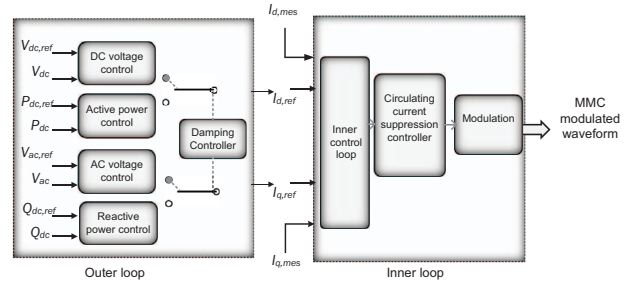 I_d,mes
V_dc,ref
V_dc
DC voltage
control
P_dc,ref
P_dc
Active power
control
I_d,ref
Damping
Controller
V_ac,ref
V_ac
AC voltage
control
Q_dc,ref
Q_dc
Reactive
power control
I_q,ref
I_q,mes
Inner
control
loop
Circulating
current
suppression
controller
Modulation
MMC
modulated
waveform
Outer loop
Inner loop